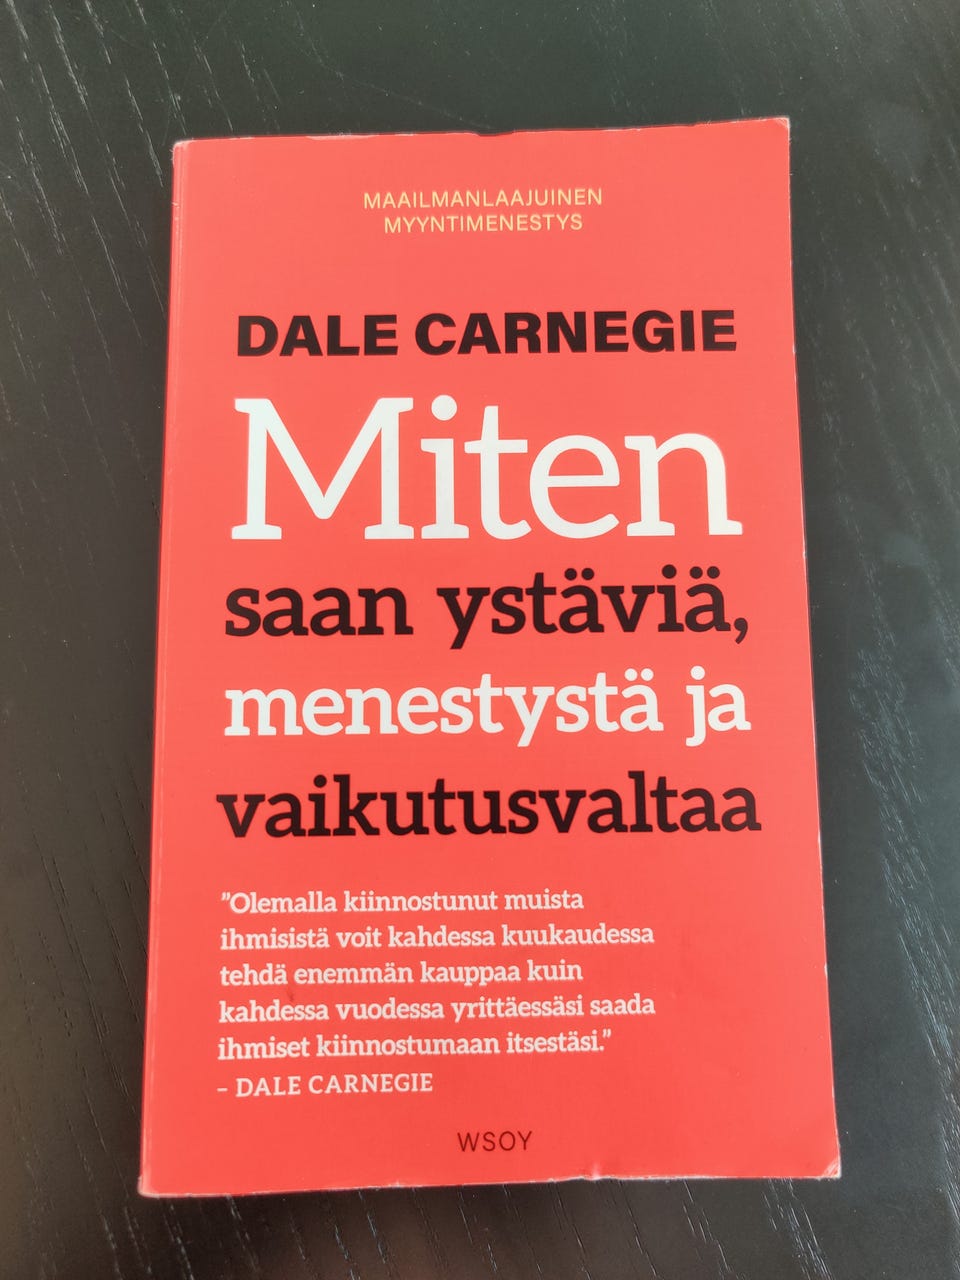 MAAILMANLAAJUINEN
MYYNTIMENESTYS
DALE CARNEGIE
Miten
saan ystäviä,
menestystä ja
vaikutusvaltaa
”Olemalla kiinnostunut muista
ihmisistä voit kahdessa kuukaudessa
tehdä enemmän kauppaa kuin
kahdessa vuodessa yrittäessäsi saada
ihmiset kiinnostumaan itsestäsi.”
– DALE CARNEGIE
WSOY